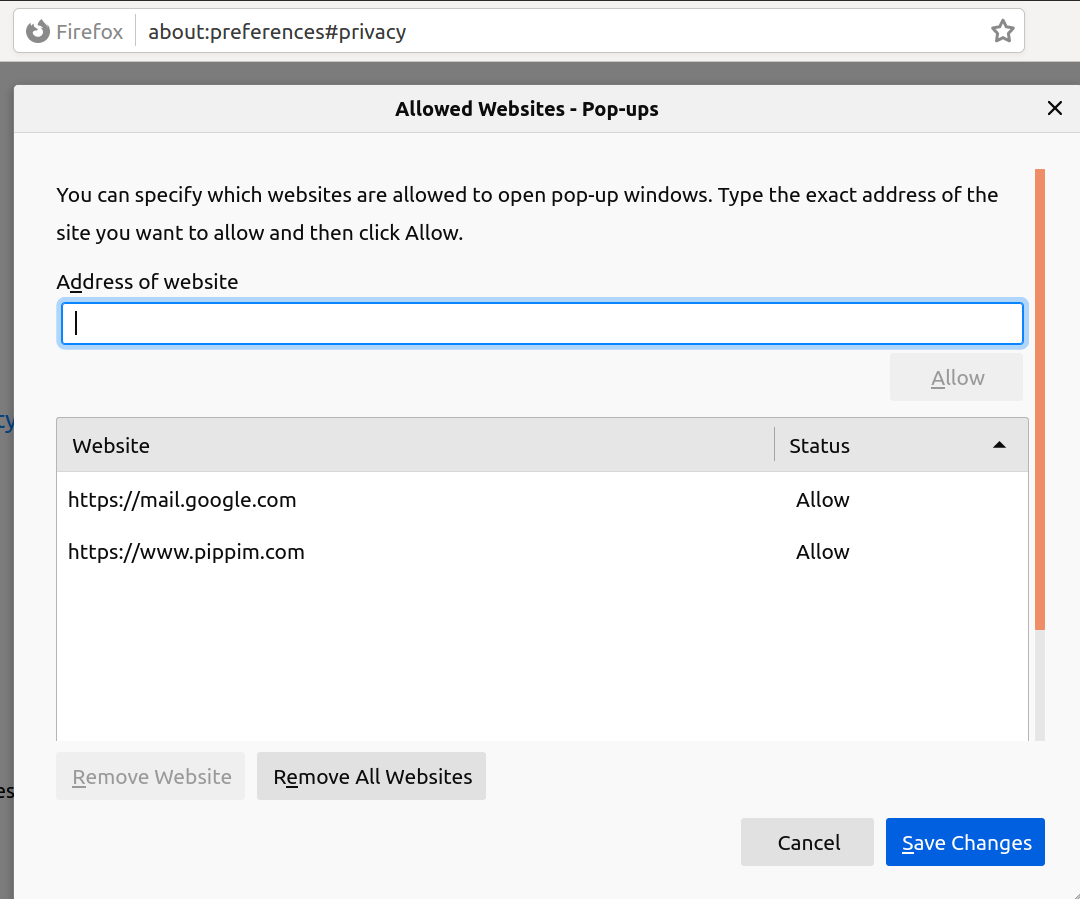 Firefox about:preferences#privacy
Allowed Websites - Pop-ups
You can specify which websites are allowed to open pop-up windows. Type the exact address of the
site you want to allow and then click Allow.
Address of website
Allow
Website Status
https://mail.google.com Allow
https://www.pippim.com Allow
Remove Website Remove All Websites
Cancel Save Changes